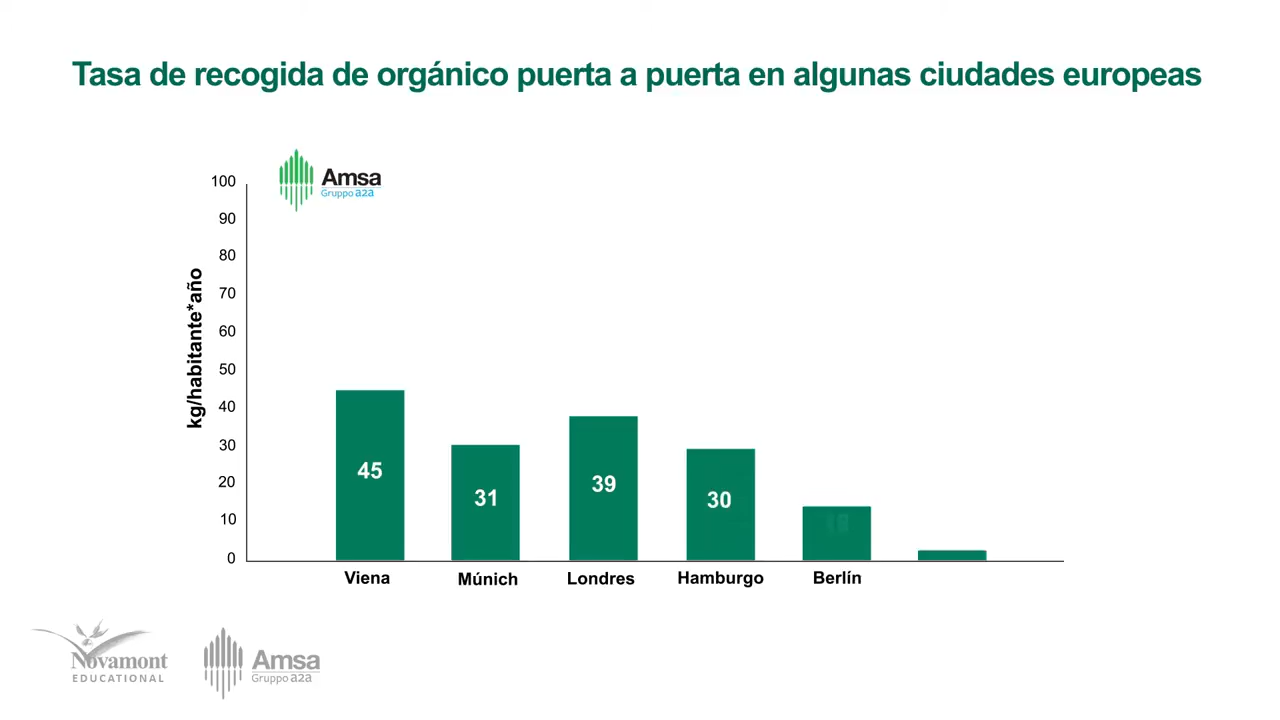 Tasa de recogida de orgánico puerta a puerta en algunas ciudades europeas
Amsa
Gruppo a2a
100
90
80
70
60
50
40
30
20
10
0
kg/habitante*año
45
31
39
30
Viena
Múnich
Londres
Hamburgo
Berlín
Novamont
EDUCATIONAL
Amsa
Gruppo a2a